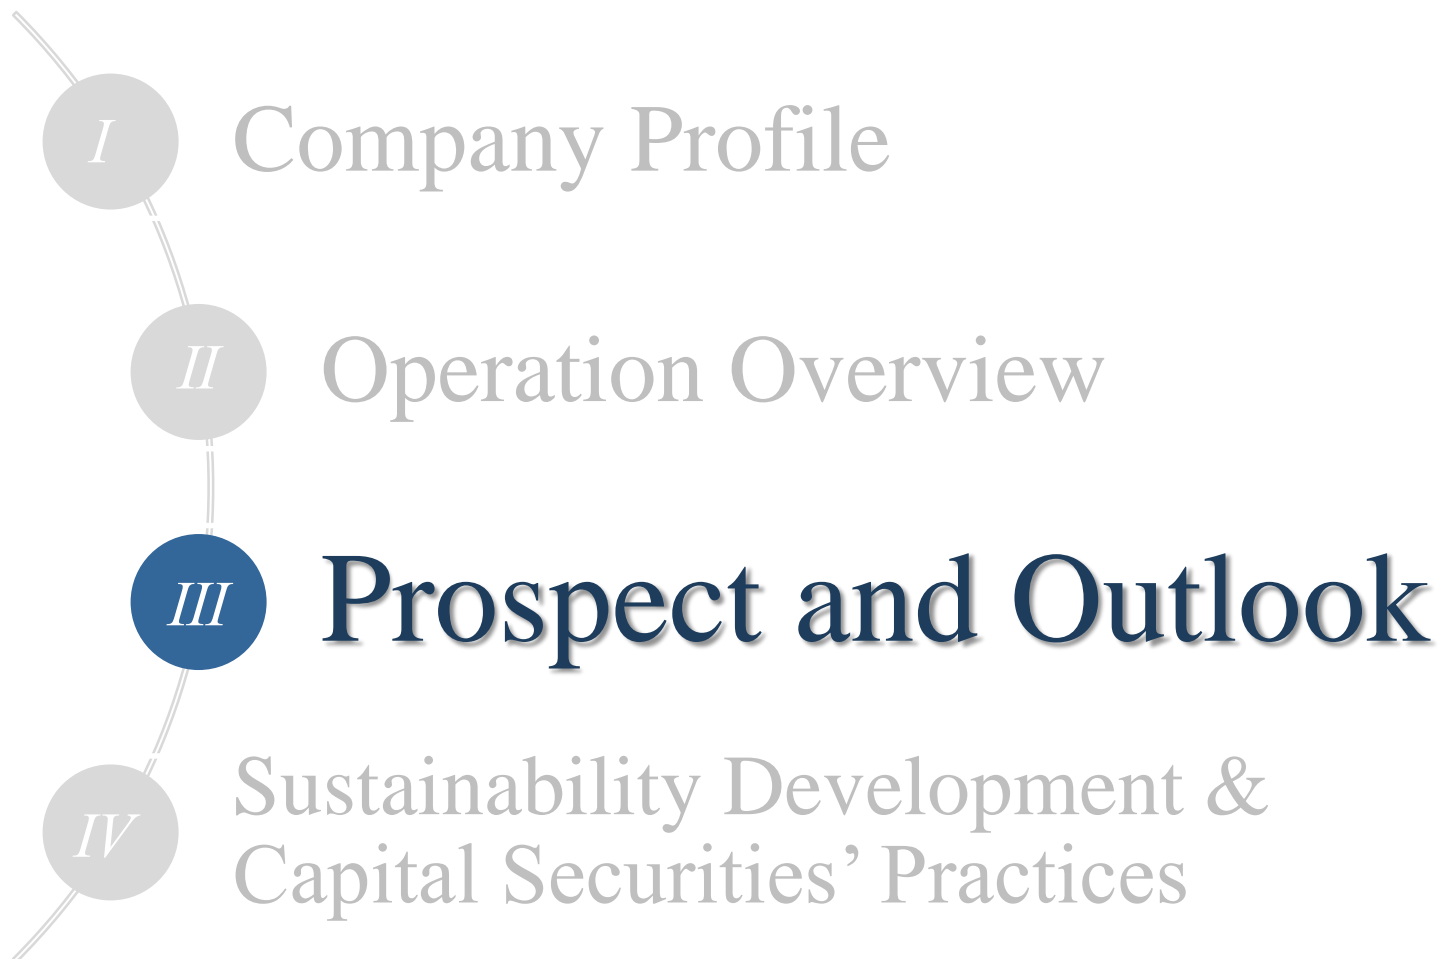 I
Company Profile
II
Operation Overview
III
Prospect and Outlook
IV
Sustainability Development &
Capital Securities’ Practices